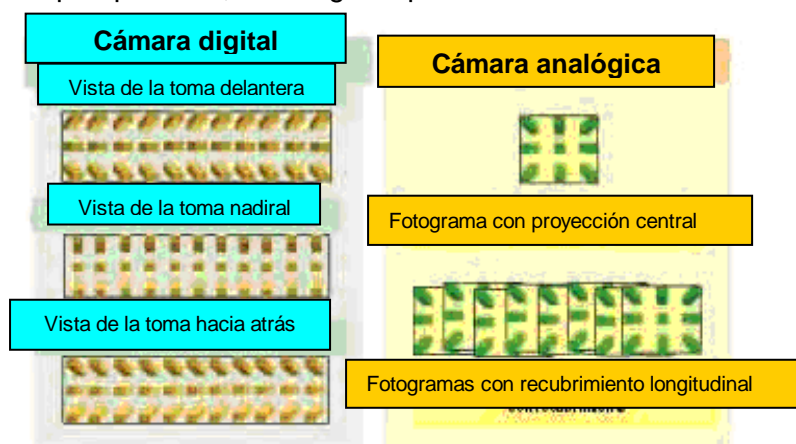 Cámara digital
Vista de la toma delantera
Vista de la toma nadiral
Vista de la toma hacia atrás
Cámara analógica
Fotograma con proyección central
Fotogramas con recubrimiento longitudinal